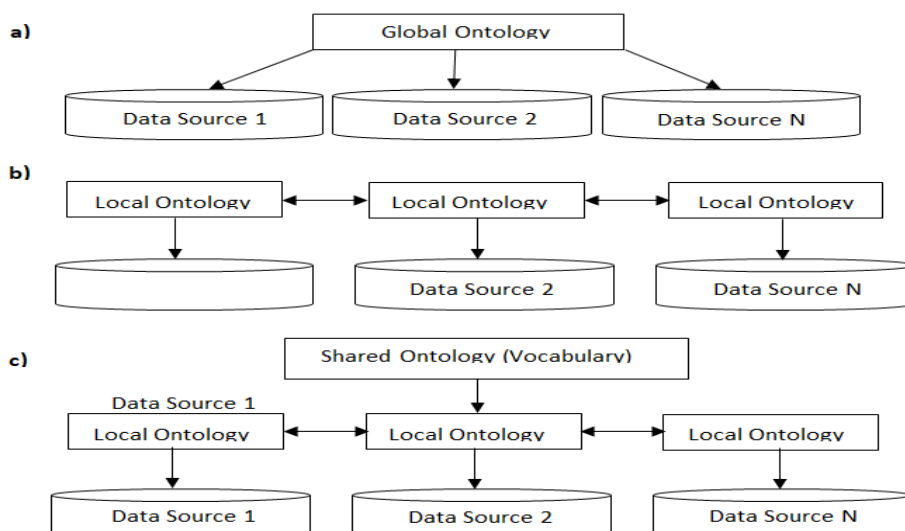 a)
Global Ontology
Data Source 1 Data Source 2 Data Source N
b)
Local Ontology Local Ontology Local Ontology
Data Source 2 Data Source N
c)
Shared Ontology (Vocabulary)
Data Source 1
Local Ontology Local Ontology Local Ontology
Data Source 1 Data Source 2 Data Source N